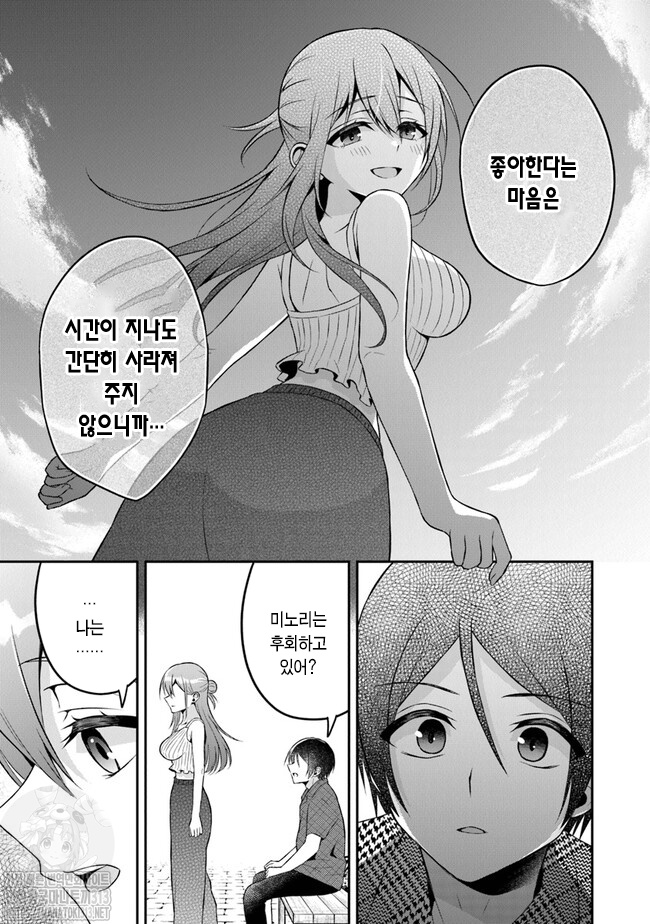 좋아한다는
마음은
시간이 지나도
간단히 사라져
주지
않으니까...
미노리는
후회하고
있어?
...
나는
......